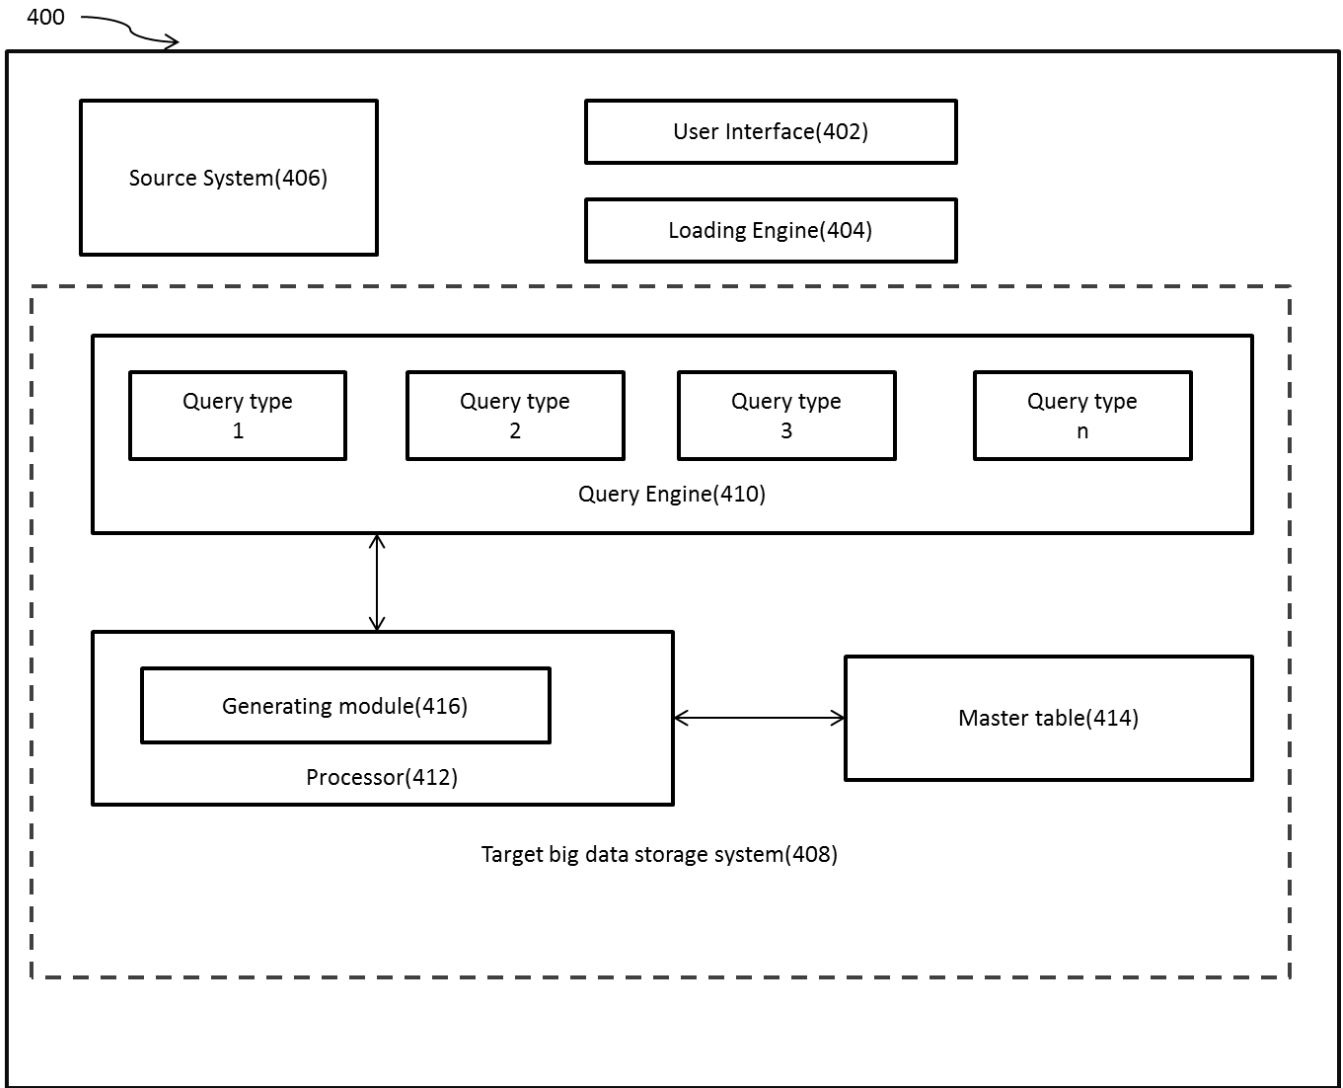 400
User Interface(402)
Source System(406)
Loading Engine(404)
Query type
1
Query type
2
Query type
3
Query type
n
Query Engine(410)
Generating module(416)
Processor(412)
Master table(414)
Target big data storage system(408)